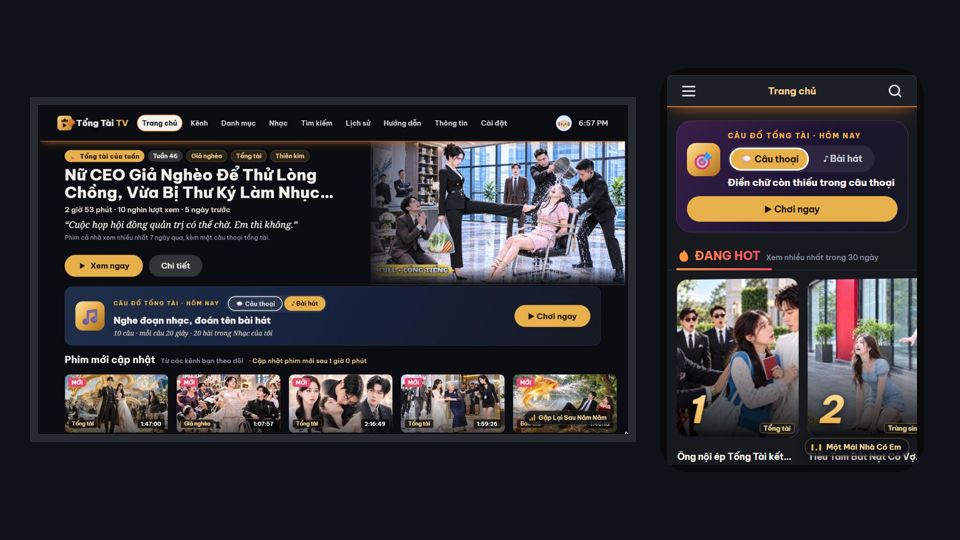 Tổng Tài TV
Trang chủ
Kênh
Danh mục
Nhạc
Tìm kiếm
Lịch sử
Hướng dẫn
Thông tin
Cài đặt
6:57 PM
Tổng tài của tuần
Tuần 46
Giả nghèo
Tổng tài
Thiên kim
Nữ CEO Giả Nghèo Để Thử Lòng
Chồng, Vừa Bị Thư Ký Làm Nhục...
2 giờ 53 phút · 10 nghìn lượt xem · 5 ngày trước
“Cuộc họp hội đồng quản trị có thể chờ. Em thì không.”
Phim cả nhà xem nhiều nhất 7 ngày qua, kèm một câu thoại tổng tài.
Xem ngay
Chi tiết
FULL - LỒNG TIẾNG
CÂU ĐỐ TỔNG TÀI · HÔM NAY
Câu thoại
Bài hát
Nghe đoạn nhạc, đoán tên bài hát
10 câu · mỗi câu 20 giây · 20 bài trong Nhạc của tôi
Chơi ngay
Phim mới cập nhật
Từ các kênh bạn theo dõi
· Cập nhật phim mới sau 1 giờ 0 phút
MỚI
Tổng tài
1:47:00
MỚI
Giả nghèo
1:07:57
MỚI
Tổng tài
2:16:49
MỚI
Tổng tài
1:59:26
MỚI
Gặp Lại Sau Năm Năm
Trang chủ
CÂU ĐỐ TỔNG TÀI · HÔM NAY
Câu thoại
Bài hát
Điền chữ còn thiếu trong câu thoại
Chơi ngay
ĐANG HOT
Xem nhiều nhất trong 30 ngày
1
Tổng tài
2
Trùng sin
Một Mái Nhà Có Em
Ông nội ép Tổng Tài kết...
Tiểu Tam Bắt Nạt Cô Vợ